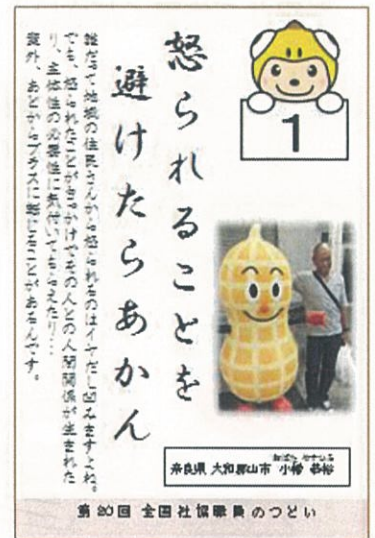 1
怒られることを
避けたらあかん
誰だって地域の住民さんから怒られるのはイヤだし凹みますよね。
でも、怒られたことがきっかけでその人との人間関係が生まれた
り、主体性の必要性に気付いてもらえたり…
案外、あとからプラスに感じることがあるんです。
奈良県 大和郡山市 小椿 恭裕
第20回 全国社協職員のつどい